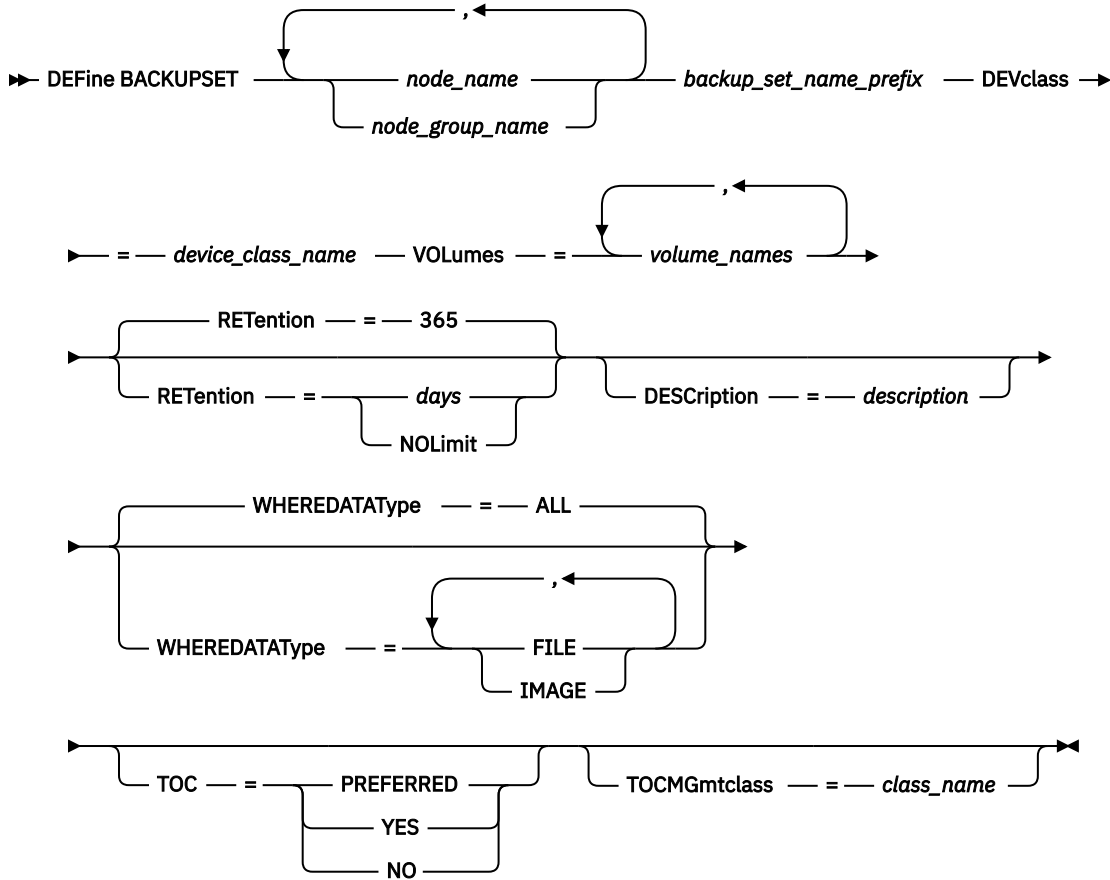 ,
DEFine BACKUPSET node_name backup_set_name_prefix DEVclass
node_group_name
,
= device_class_name VOLumes = volume_names
RETention = 365
RETention = days DESCription = description
NOLimit
WHEREDATAType = ALL
,
WHEREDATAType = FILE
IMAGE
TOC = PREFERRED TOCMGmtclass = class_name
YES
NO